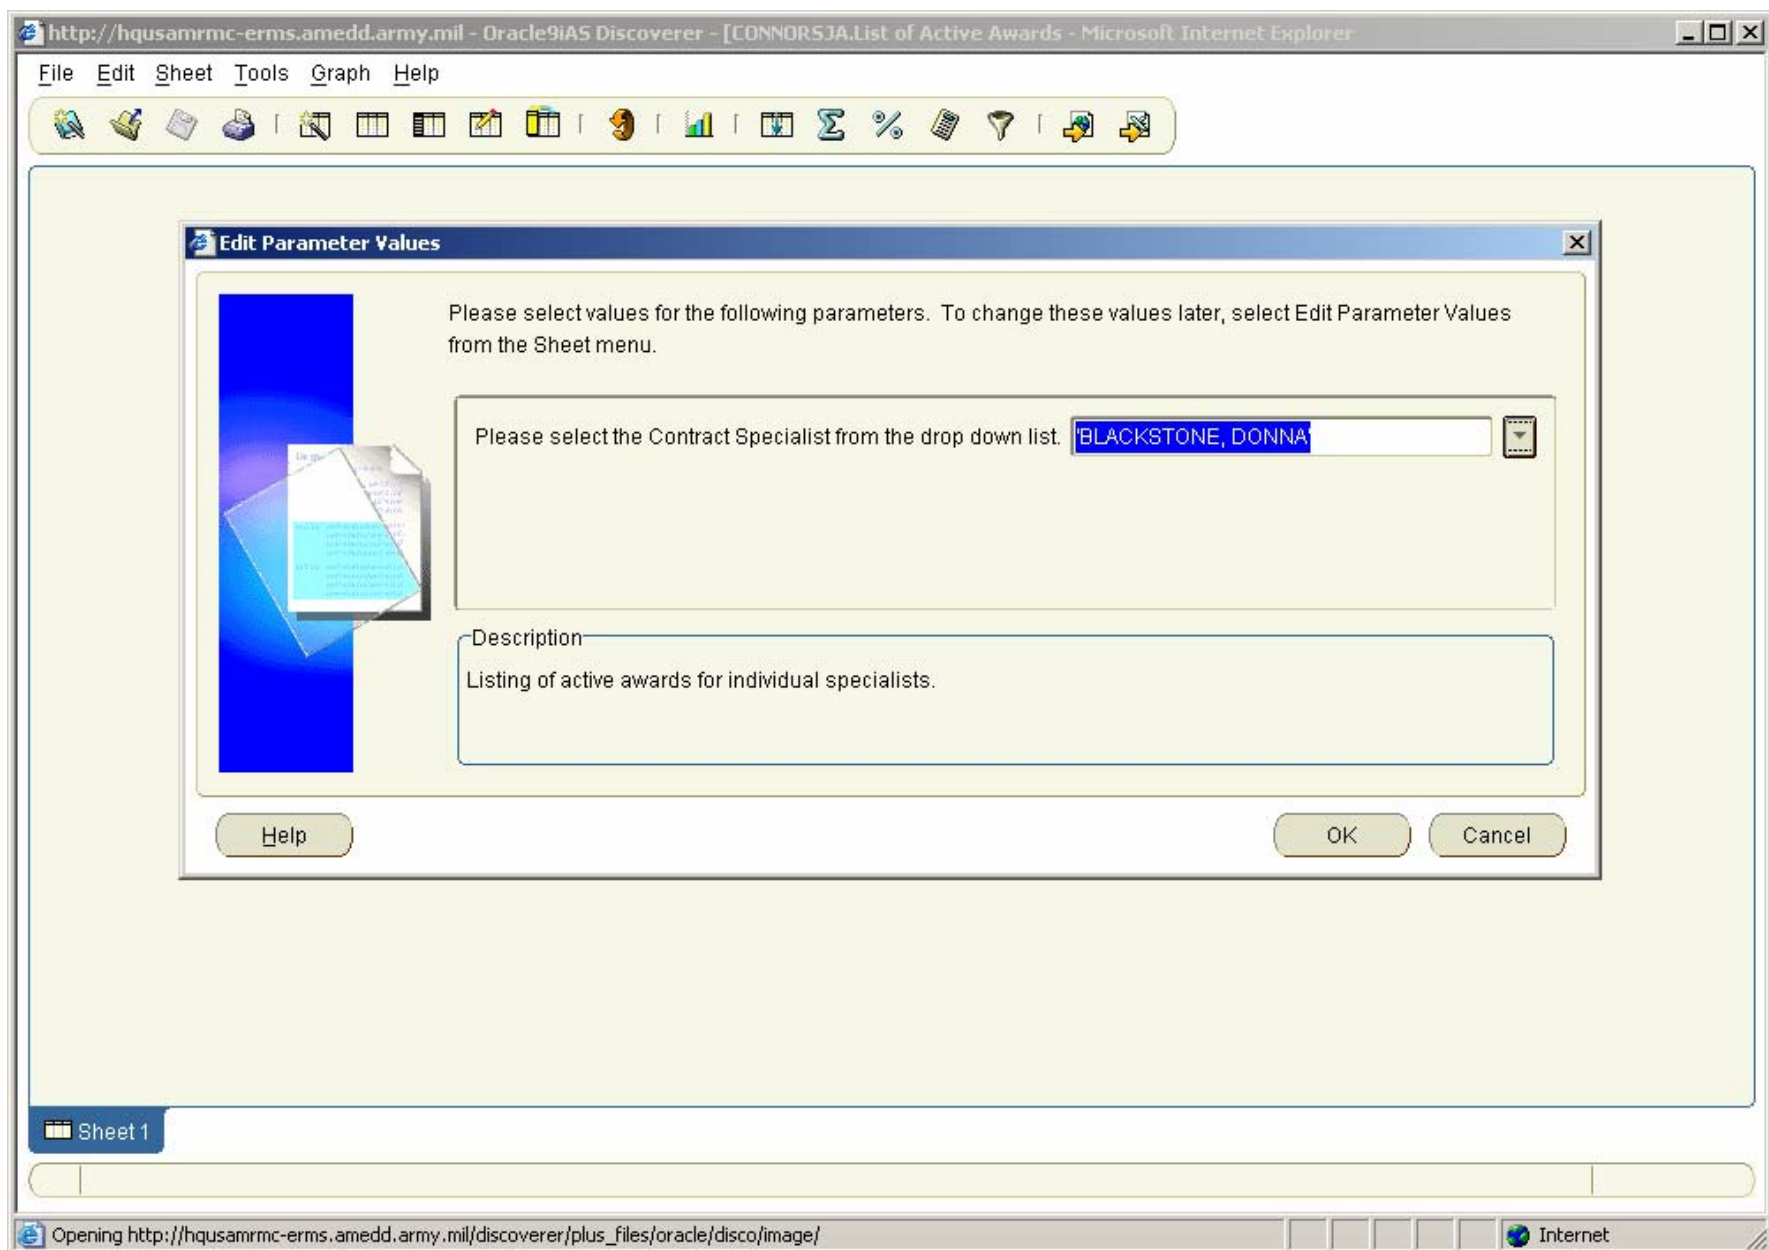 http://hqusamrmc-erms.amedd.army.mil - Oracle9iAS Discoverer - [CONNORSJA.List of Active Awards - Microsoft Internet Explorer
File Edit Sheet Tools Graph Help
Edit Parameter Values
Please select values for the following parameters. To change these values later, select Edit Parameter Values
from the Sheet menu.
Please select the Contract Specialist from the drop down list. 'BLACKSTONE, DONNA'
Description
Listing of active awards for individual specialists.
Help OK Cancel
Sheet 1
Opening http://hqusamrmc-erms.amedd.army.mil/discoverer/plus_files/oracle/disco/image/ Internet